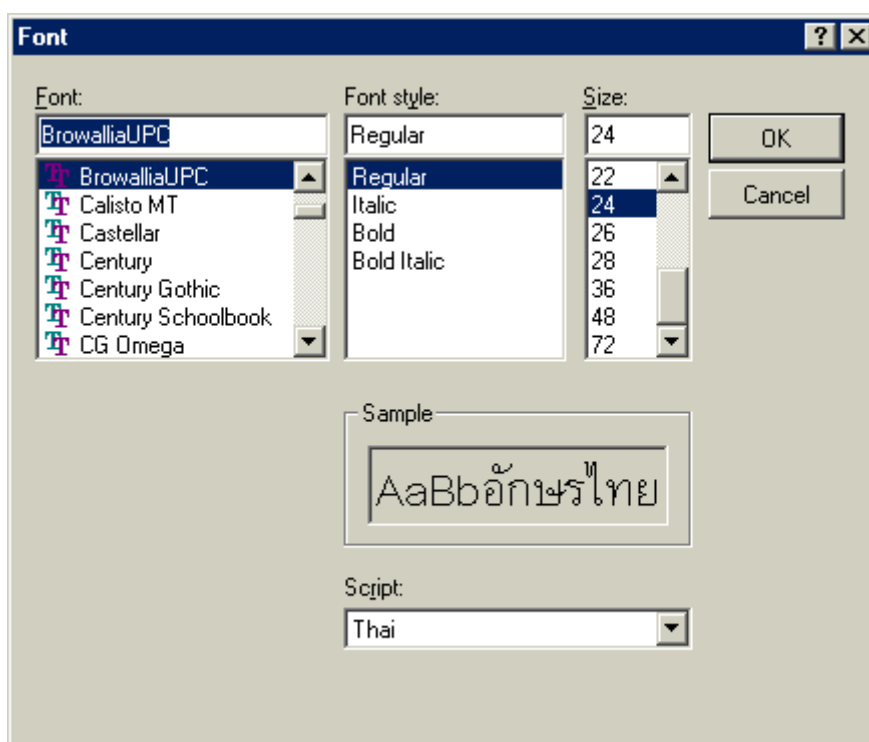 Font
Font:
BrowalliaUPC
BrowalliaUPC
Calisto MT
Castellar
Century
Century Gothic
Century Schoolbook
CG Omega
Font style:
Regular
Regular
Italic
Bold
Bold Italic
Size:
24
22
24
26
28
36
48
72
OK
Cancel
Sample
AaBbอักษรไทย
Script:
Thai